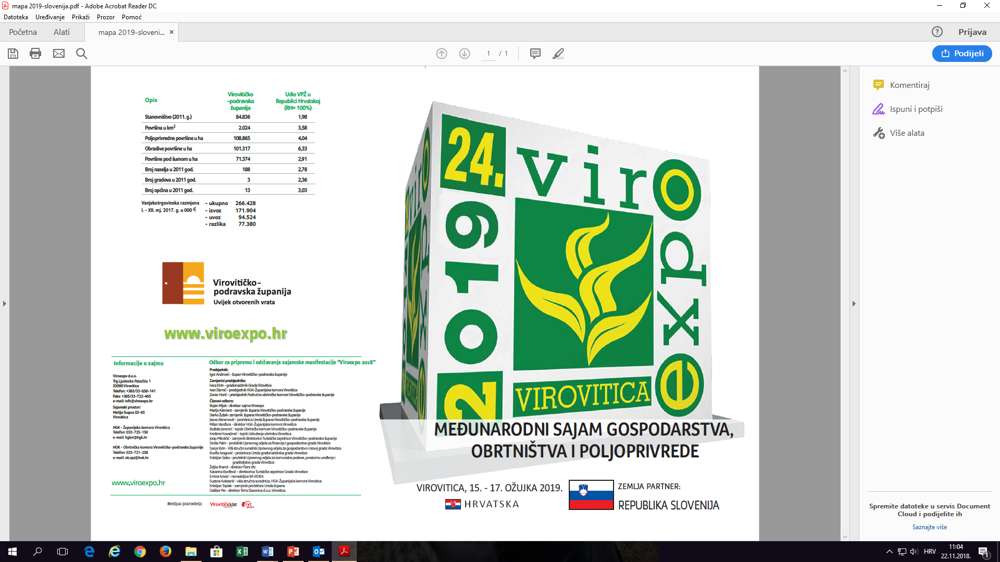 mapa 2019-slovenija.pdf - Adobe Acrobat Reader DC
Datoteka Uređivanje Prikaži Prozor Pomoć
Početna Alati mapa 2019-sloveni... × Prijava
1 / 1 Podijeli
Opis Virovitičko -podravska županija Udio VPŽ u Republici Hrvatskoj (RH= 100%)
Stanovništvo (2011. g.) 84.836 1,98
Površina u km² 2.024 3,58
Poljoprivredne površine u ha 108.865 4,04
Obradive površine u ha 101.317 6,33
Površine pod šumom u ha 71.374 2,91
Broj naselja u 2011 god. 188 2,78
Broj gradova u 2011 god. 3 2,36
Broj općina u 2011 god. 13 3,03
Vanjskotrgovinska razmjena - ukupno 266.428
I. - XII. mj. 2017. g. u 000 € - izvoz 171.904
- uvoz 94.524
- razlika 77.380
Virovitičko-
podravska županija
Uvijek otvorenih vrata
www.viroexpo.hr
Informacije o sajmu
Viroexpo d.o.o.
Trg Ljudevita Patačića 1
33000 Virovitica
Telefon: +385/33-638-141
Faks: +385/33-722-465
e-mail: info@viroexpo.hr
Sajamski prostor:
Matije Gupca 63-65
Virovitica
HGK - Županijska komora Virovitica
Telefon: 033-725-150
e-mail: hgkvi@hgk.hr
HOK - Obrtnička komora Virovitičko-podravske županije
Telefon: 033-721-258
e-mail: ok.vpz@hok.hr
www.viroexpo.hr
Odbor za pripremu i održavanje sajamske manifestacije “Viroexpo 2018”
Predsjednik:
Igor Andrović - župan Virovitičko-podravske županije
Zamjenici predsjednika:
Ivica Kirin - gradonačelnik Grada Virovitice
Ivan Slamić - predsjednik HGK-Županijska komora Virovitica
Zoran Horić - predsjednik Područne obrtničke komore Virovitičko-podravske županije
Članovi odbora:
Bojan Mijok - direktor sajma Viroexpo
Marijo Klement - zamjenik župana Virovitičko-podravske županije
Darko Žužak- zamjenik župana Virovitičko-podravske županije
Jasna Abramović - pročelnica Ureda župana Virovitičko-podravske županije
Milan Vanđura - direktor HGK-Županijska komora Virovitica
Božidar Jeremić - tajnik Obrtničke komore Virovitičko-podravske županije
Krešimir Kovačević - tajnik Udruženja obrtnika Virovitica
Josip Mikolčić - zamjenik direktorice Turističke zajednice Virovitičko-podravske županije
Siniša Palm - pročelnik Upravnog odjela za financije i gospodarstvo grada Virovitice
Sanja Kirin - Viši stručni suradnik Upravnog odjela za gospodarstvo i razvoj grada Virovitice
Đurđa Aragović - pročelnica Ureda gradonačelnika grada Virovitice
Kristijan Sabo - pročelnik Upravnog odjela za komunalne poslove, prostorno uređenje i
graditeljstvo grada Virovitice
Željko Iharoš - direktor Flora Vtc
Katarina Đurđević - direktorica Turističke zajednice Grada Virovitice
Emina Kovač - ravnateljica RA VIDRA
Suzana Kolesarić - viša stručna suradnica, HGK-Županijska komora Virovitica
Kristijan Toplak - zamjenik pročelnice Ureda župana
Dalibor Per - direktor Terra Slavonica d.o.o. Virovitica
Medijski pokrovitelji: VirovitičkiList rvt
24. viro
expo
2019
VIROVITICA
MEĐUNARODNI SAJAM GOSPODARSTVA,
OBRTNIŠTVA I POLJOPRIVREDE
VIROVITICA, 15. - 17. OŽUJKA 2019.
HRVATSKA
ZEMLJA PARTNER:
REPUBLIKA SLOVENIJA
Komentiraj
Ispuni i potpiši
Više alata
Spremite datoteke u servis Document
Cloud i podijelite ih
Saznajte više
HRV 11:04
22.11.2018. 1